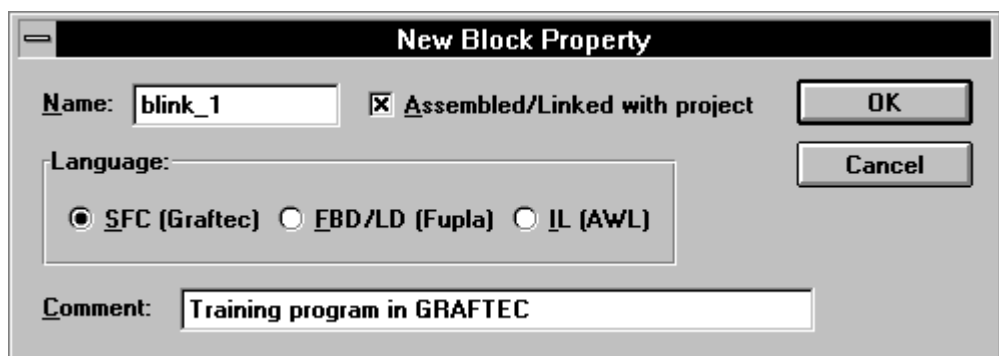 New Block Property
Name: blink_1 Assembled/Linked with project OK
Language: Cancel
SFC (Graftec) FBD/LD (Fupla) IL (AWL)
Comment: Training program in GRAFTEC